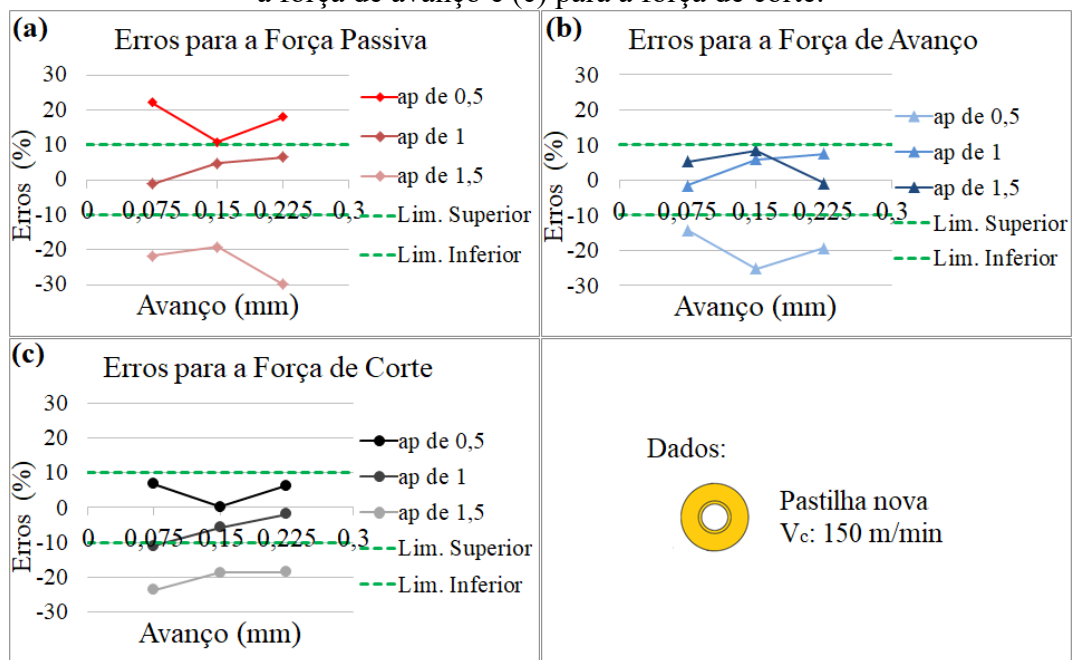 a força de avanço e (c) para a força de corte.
(a)
Erros para a Força Passiva
30
20
10
0
-10
-20
-30
Erros (%)
0
0,075
0,15
0,225
0,3
Avanço (mm)
ap de 0,5
ap de 1
ap de 1,5
Lim. Superior
Lim. Inferior
(b)
Erros para a Força de Avanço
30
20
10
0
-10
-20
-30
Erros (%)
0
0,075
0,15
0,225
0,3
Avanço (mm)
ap de 0,5
ap de 1
ap de 1,5
Lim. Superior
Lim. Inferior
(c)
Erros para a Força de Corte
30
20
10
0
-10
-20
-30
Erros (%)
0
0,075
0,15
0,225
0,3
Avanço (mm)
ap de 0,5
ap de 1
ap de 1,5
Lim. Superior
Lim. Inferior
Dados:
Pastilha nova
Vc: 150 m/min